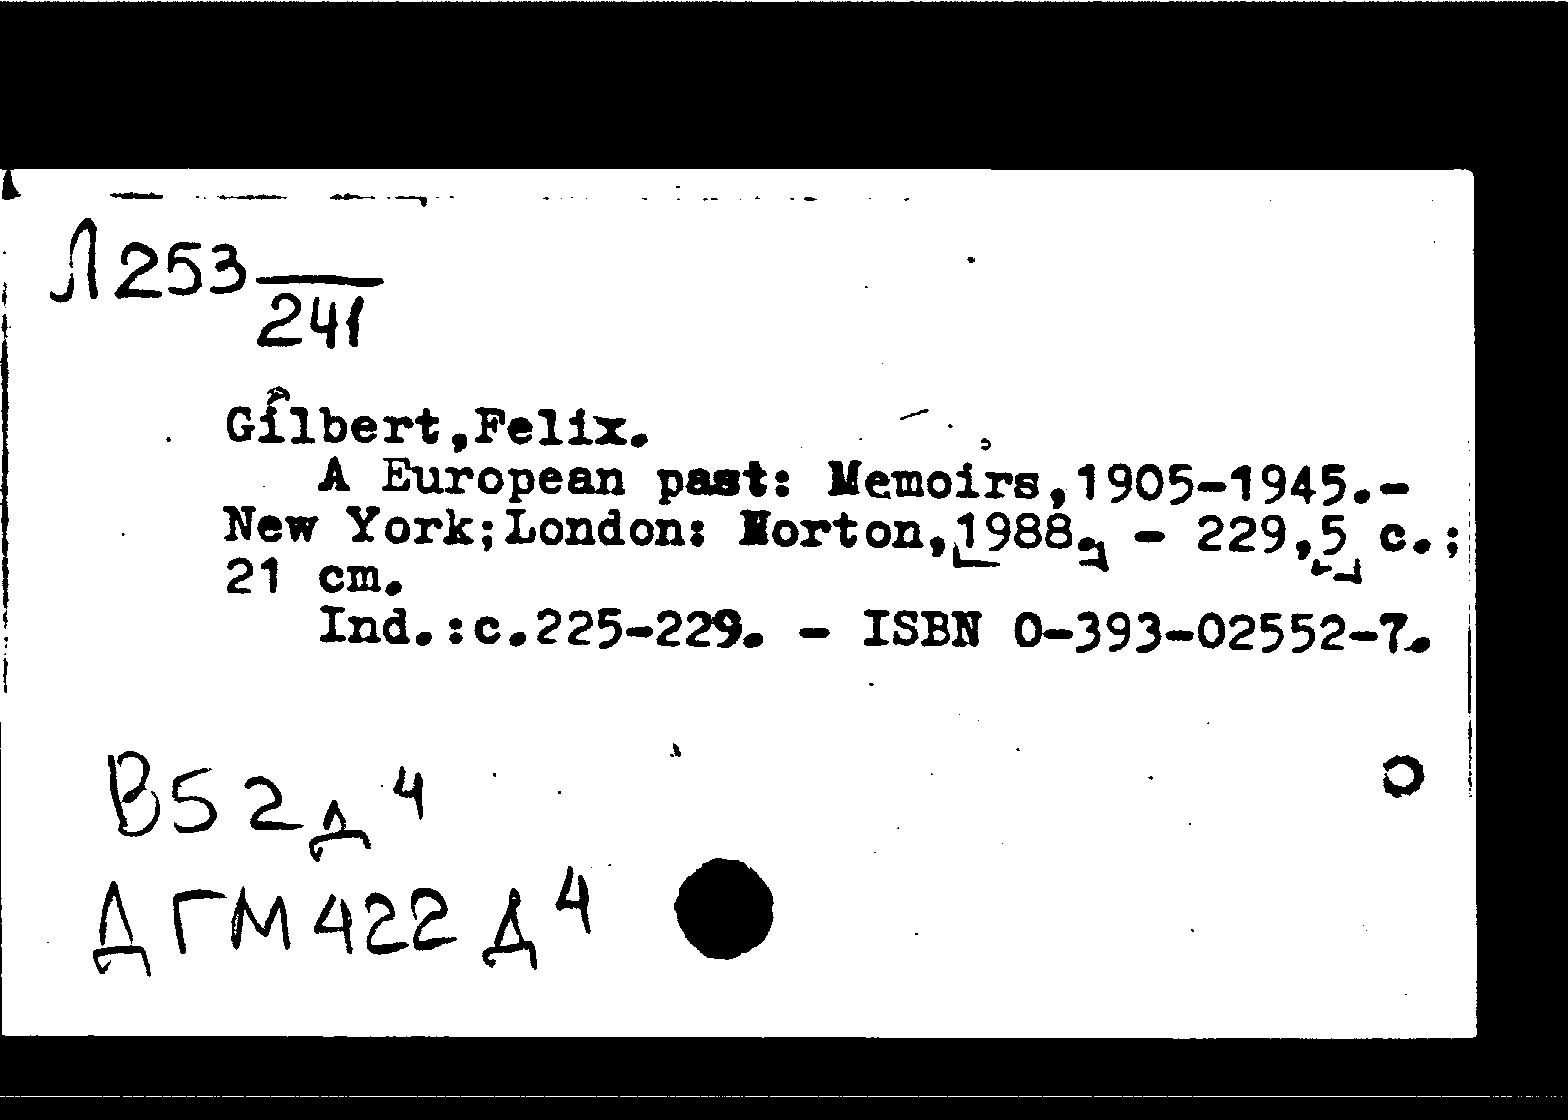 Л253
241
Gilbert,Felix.
A European past: Memoirs,1905-1945.-
New York;London: Norton,1988. - 229,5 c.;
21 cm.
Ind.:c.225-229. - ISBN 0-393-02552-7.
B52д4
ДГМ422д4